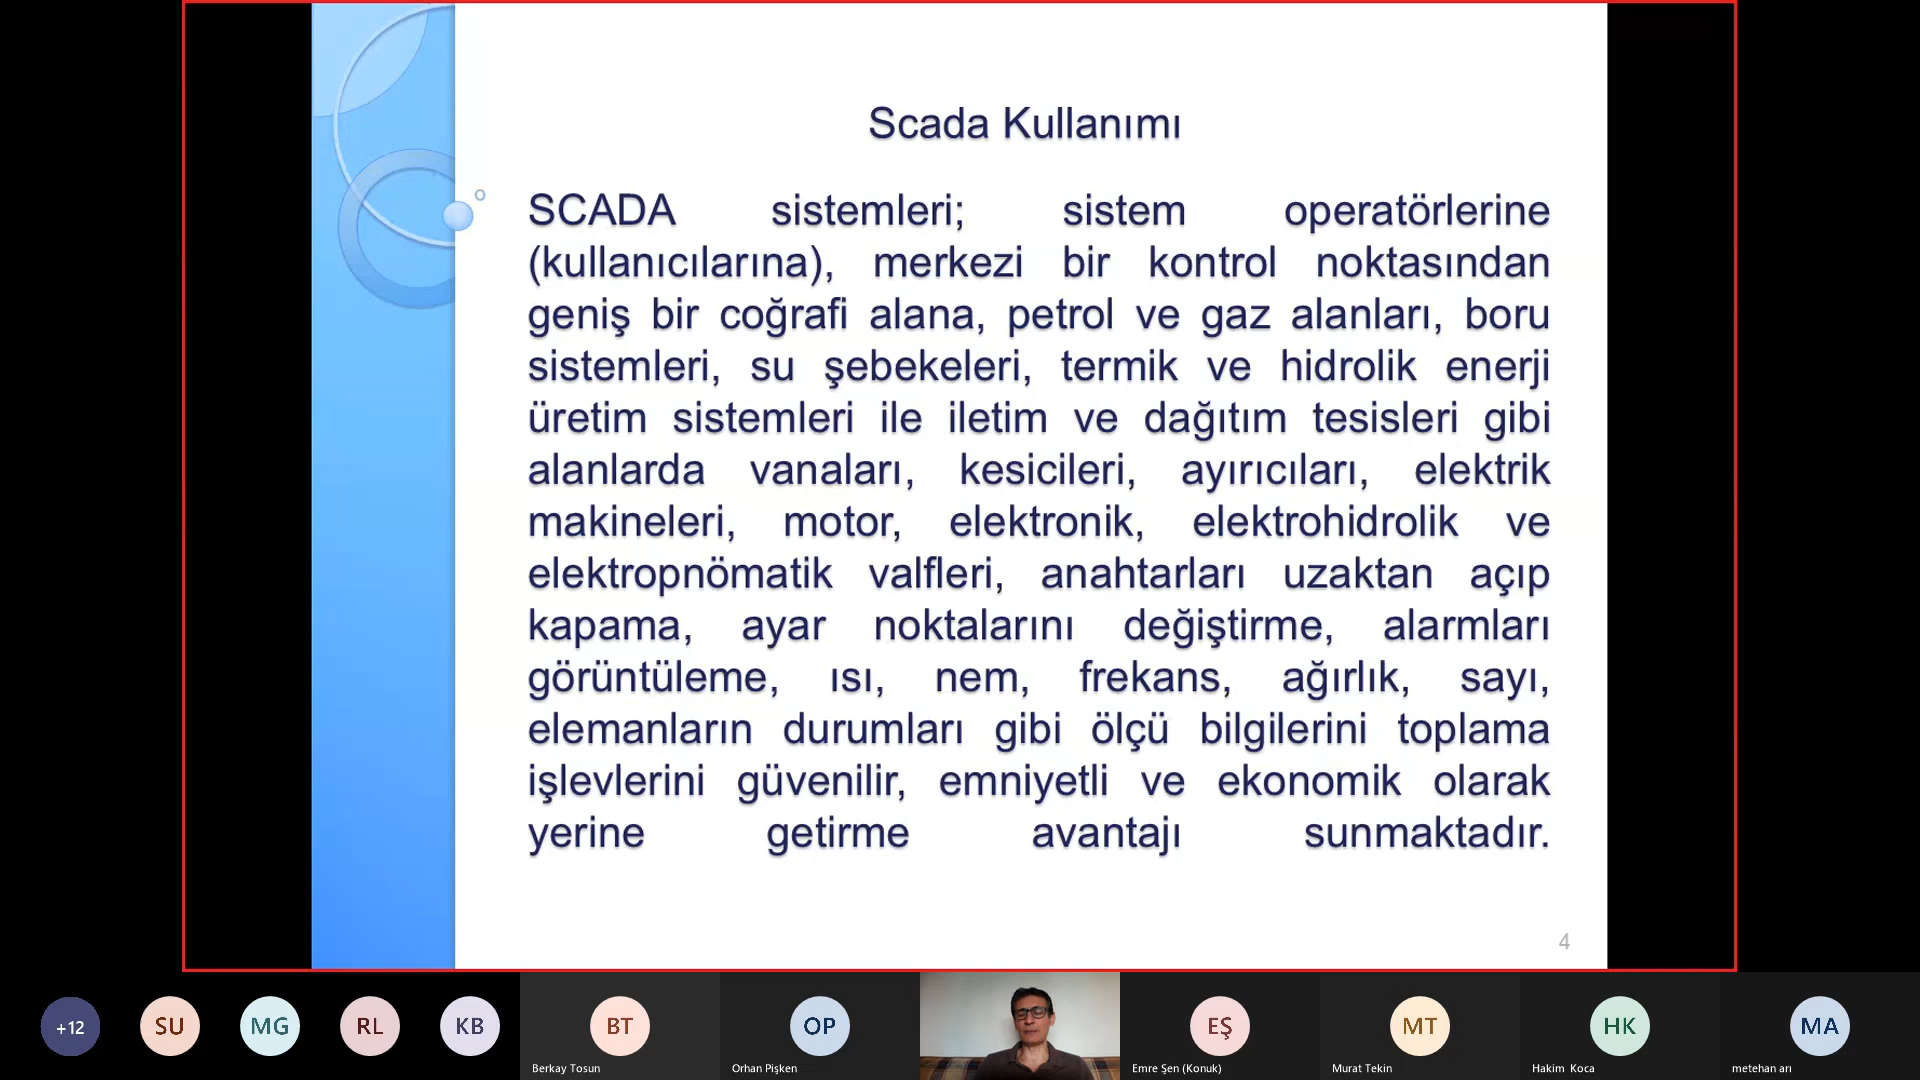 Scada Kullanımı
SCADA sistemleri; sistem operatörlerine
(kullanıcılarına), merkezi bir kontrol noktasından
geniş bir coğrafi alana, petrol ve gaz alanları, boru
sistemleri, su şebekeleri, termik ve hidrolik enerji
üretim sistemleri ile iletim ve dağıtım tesisleri gibi
alanlarda vanaları, kesicileri, ayırıcıları, elektrik
makineleri, motor, elektronik, elektrohidrolik ve
elektropnömatik valfleri, anahtarları uzaktan açıp
kapama, ayar noktalarını değiştirme, alarmları
görüntüleme, ısı, nem, frekans, ağırlık, sayı,
elemanların durumları gibi ölçü bilgilerini toplama
işlevlerini güvenilir, emniyetli ve ekonomik olarak
yerine getirme avantajı sunmaktadır.
4
+12 SU MG RL KB BT OP EŞ MT HK MA
Berkay Tosun Orhan Pişken Emre Şen (Konuk) Murat Tekin Hakim Koca metehan arı